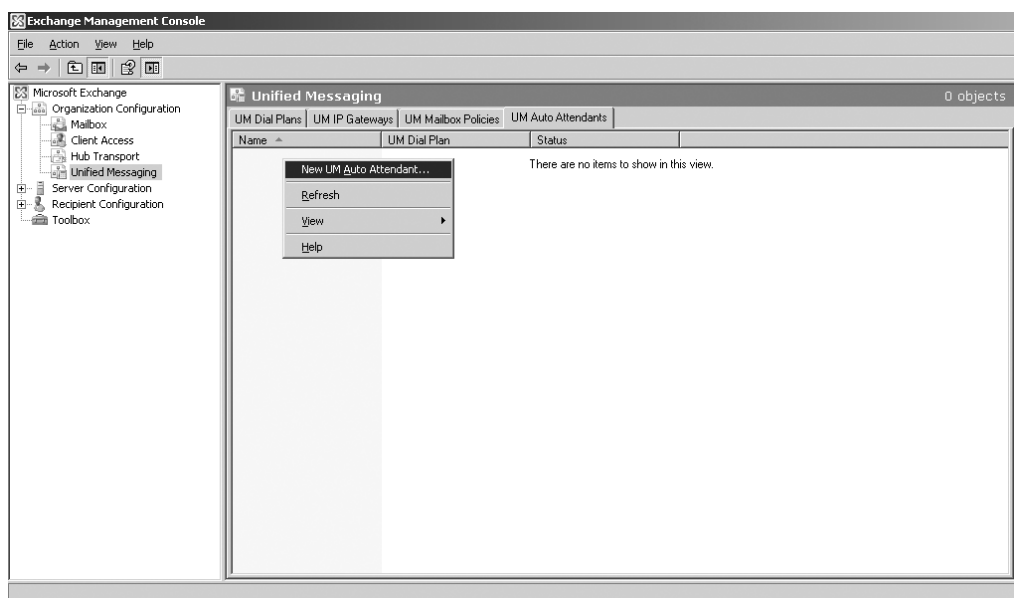 Exchange Management Console
File Action View Help
Microsoft Exchange
Organization Configuration
Mailbox
Client Access
Hub Transport
Unified Messaging
Server Configuration
Recipient Configuration
Toolbox
Unified Messaging 0 objects
UM Dial Plans UM IP Gateways UM Mailbox Policies UM Auto Attendants
Name UM Dial Plan Status
There are no items to show in this view.
New UM Auto Attendant...
Refresh
View
Help